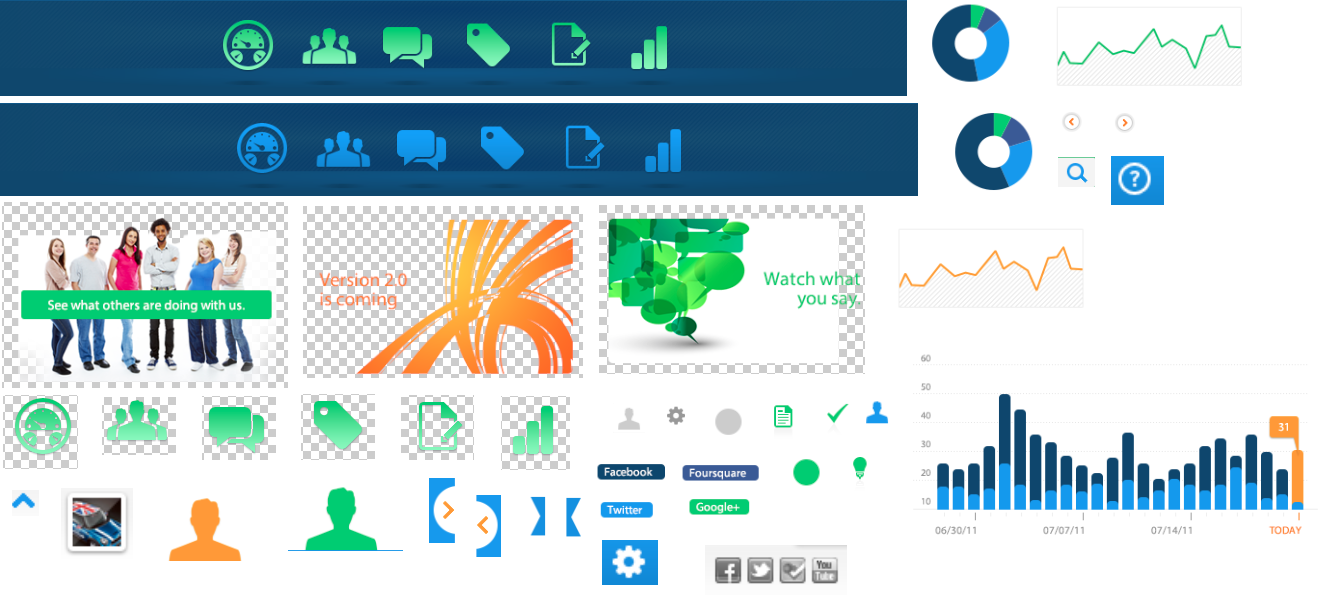 See what others are doing with us.
Version 2.0
is coming
Watch what
you say.
Facebook
Foursquare
Twitter
Google+
You
Tube
60
50
40
30
20
10
31
06/30/11
07/07/11
07/14/11
TODAY